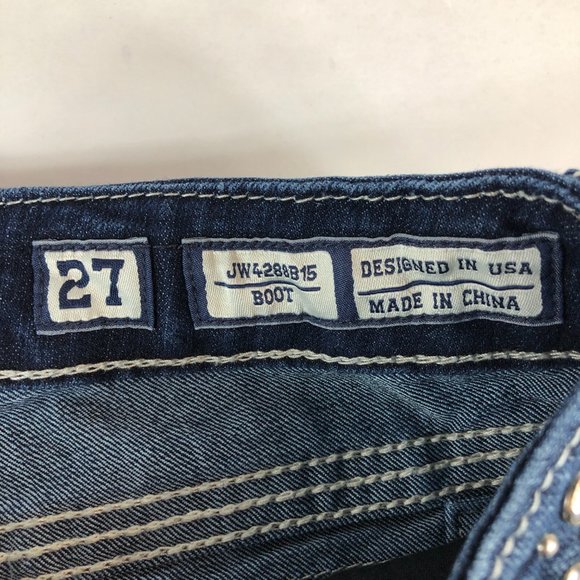 27
JW4288B15
BOOT
DESIGNED IN USA
MADE IN CHINA